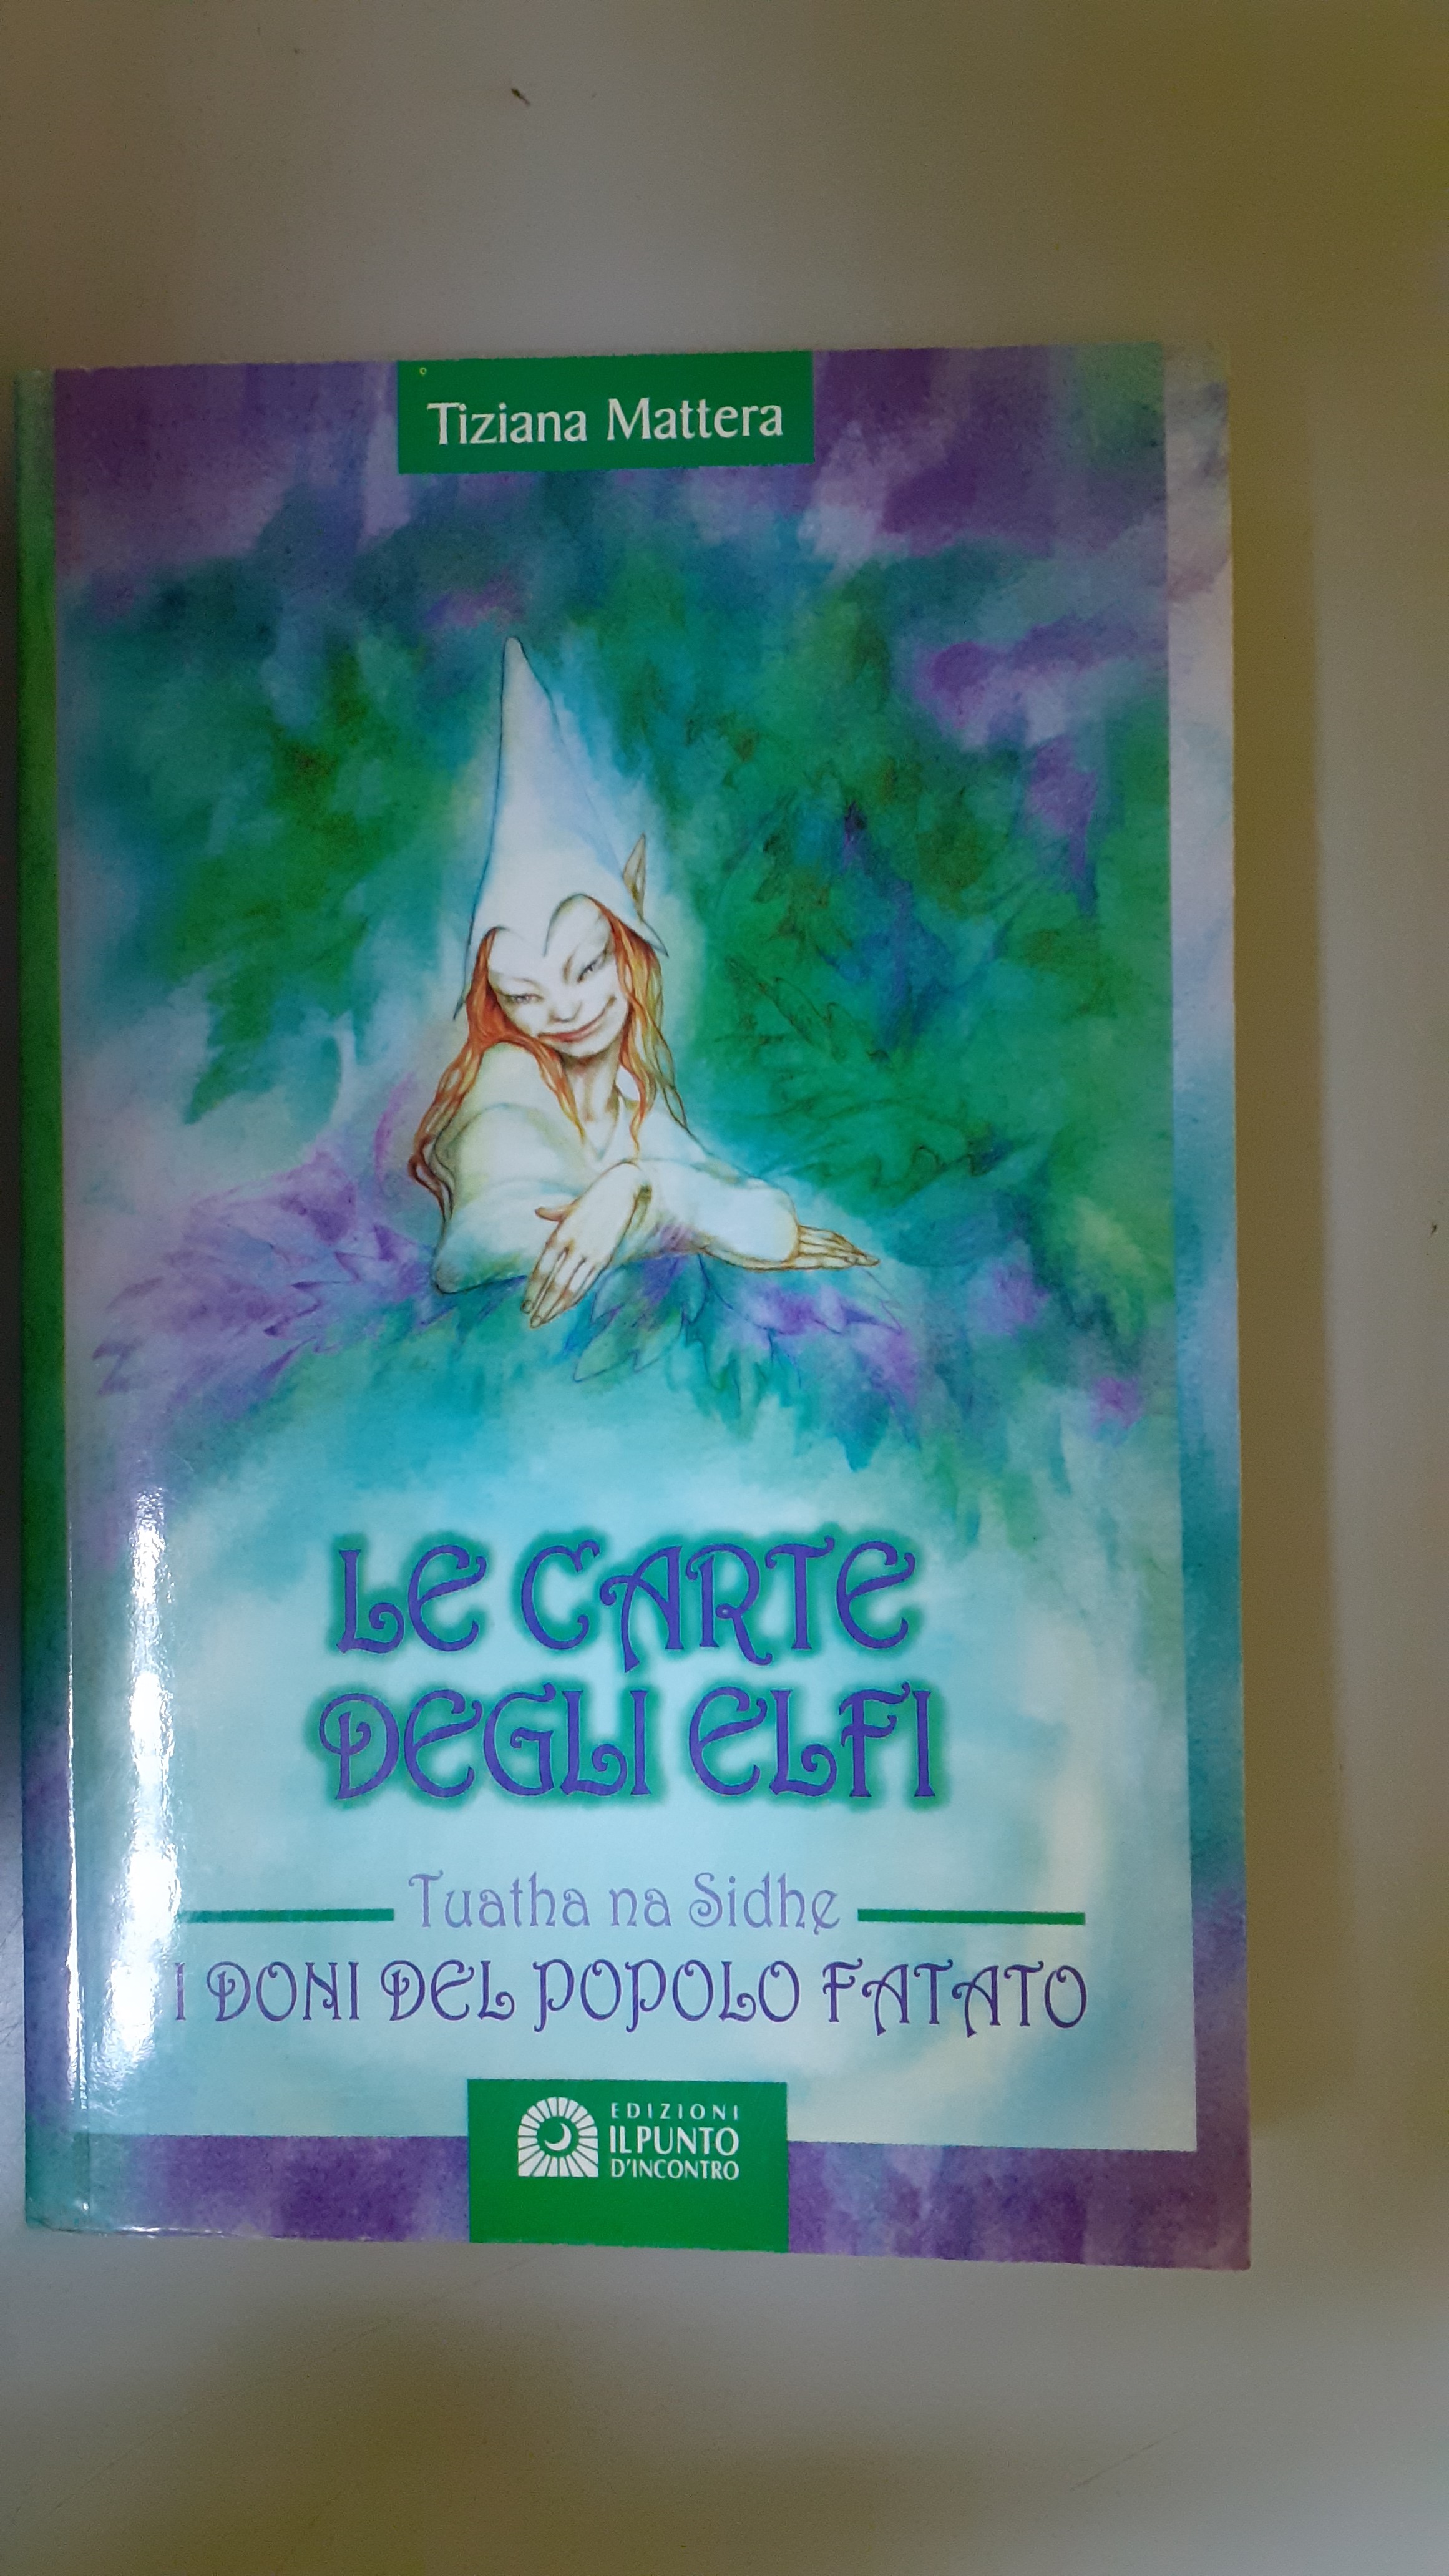 Tiziana Mattera
LE CARTE
DEGLI ELFI
Tuatha na Sidhe
I DONI DEL POPOLO FATATO
EDIZIONI
IL PUNTO
D'INCONTRO